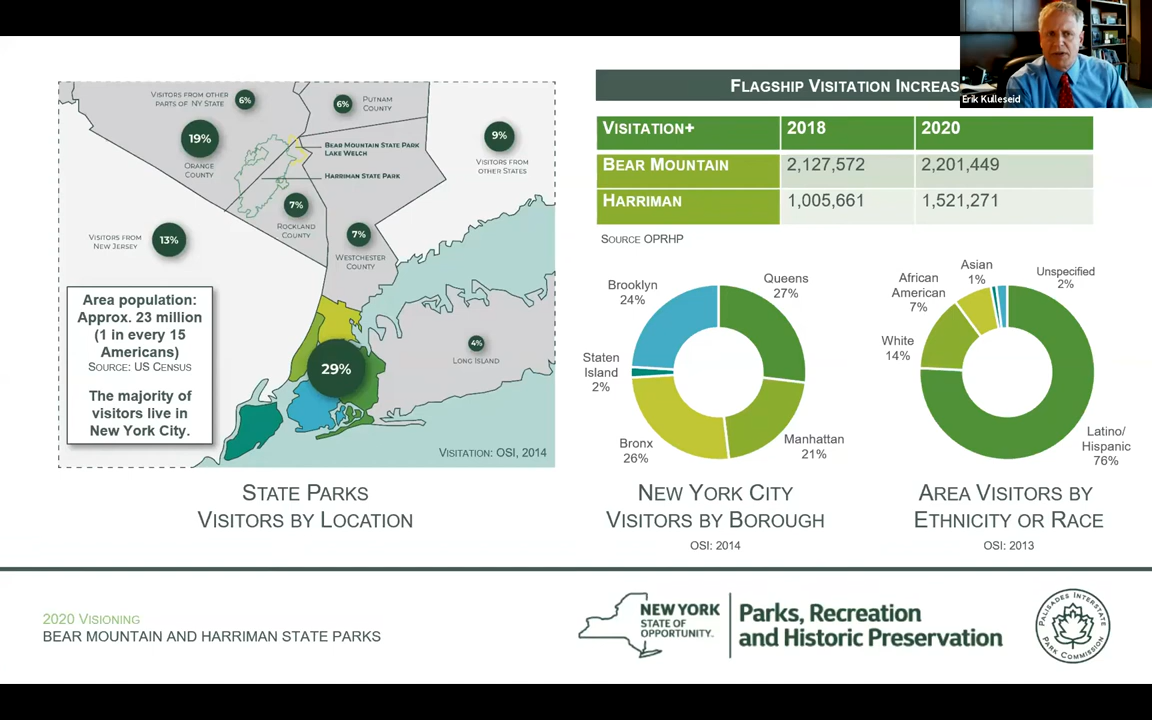 FLAGSHIP VISITATION INCREAS
Erik Kulleseid
VISITATION+ 2018 2020
BEAR MOUNTAIN 2,127,572 2,201,449
HARRIMAN 1,005,661 1,521,271
SOURCE OPRHP
VISITORS FROM OTHER
PARTS OF NY STATE
6%
6%
PUTNAM
COUNTY
19%
ORANGE
COUNTY
BEAR MOUNTAIN STATE PARK
LAKE WELCH
HARRIMAN STATE PARK
9%
VISITORS FROM
OTHER STATES
7%
ROCKLAND
COUNTY
7%
WESTCHESTER
COUNTY
VISITORS FROM
NEW JERSEY
13%
Area population:
Approx. 23 million
(1 in every 15
Americans)
SOURCE: US CENSUS
The majority of
visitors live in
New York City.
29%
4%
LONG ISLAND
VISITATION: OSI, 2014
STATE PARKS
VISITORS BY LOCATION
Brooklyn
24%
Queens
27%
Staten
Island
2%
Bronx
26%
Manhattan
21%
NEW YORK CITY
VISITORS BY BOROUGH
OSI: 2014
African
American
7%
Asian
1%
Unspecified
2%
White
14%
Latino/
Hispanic
76%
AREA VISITORS BY
ETHNICITY OR RACE
OSI: 2013
2020 VISIONING
BEAR MOUNTAIN AND HARRIMAN STATE PARKS
NEW YORK
STATE OF
OPPORTUNITY.
Parks, Recreation
and Historic Preservation
PALISADES INTERSTATE
PARK COMMISSION